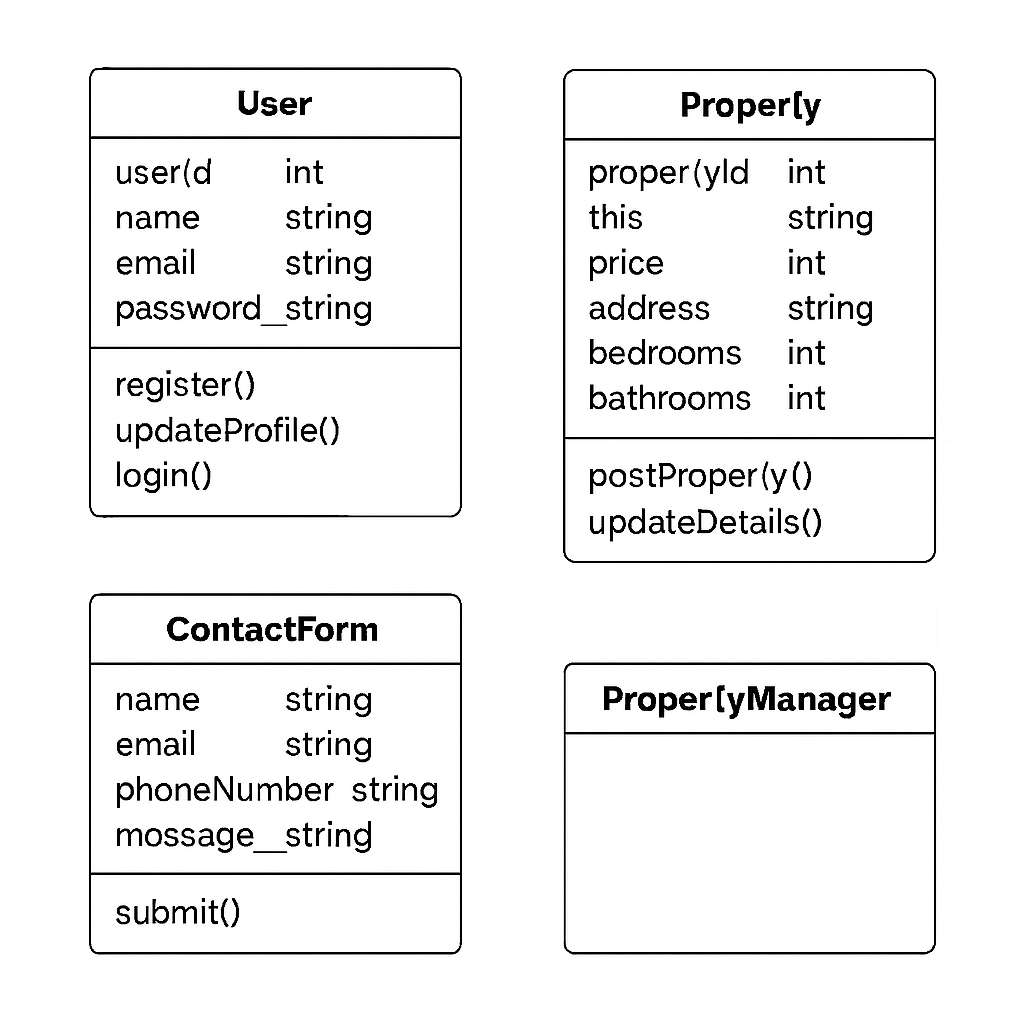 User
user(d int
name string
email string
password_string
register()
updateProfile()
login()
Proper[y
proper(yId int
this string
price int
address string
bedrooms int
bathrooms int
postProper(y()
updateDetails()
ContactForm
name string
email string
phoneNumber string
mossage_string
submit()
Proper[yManager